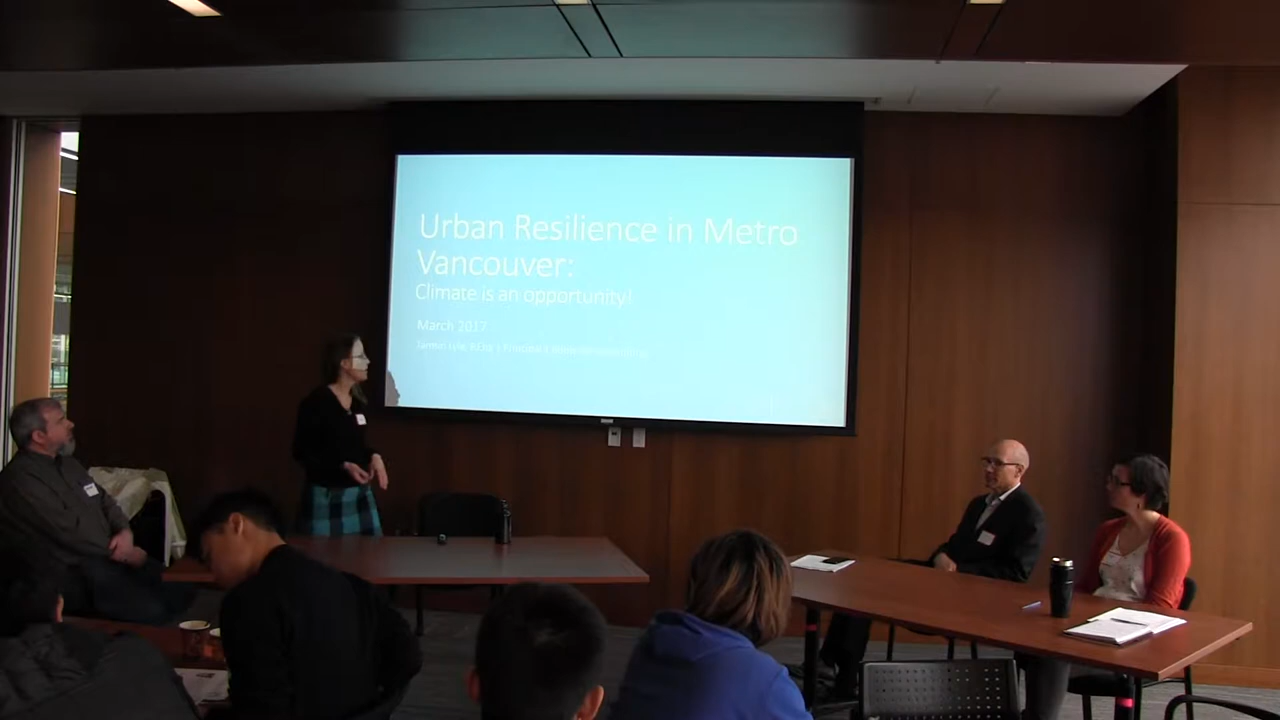 Urban Resilience in Metro
Vancouver:
Climate is an opportunity!
March 2017